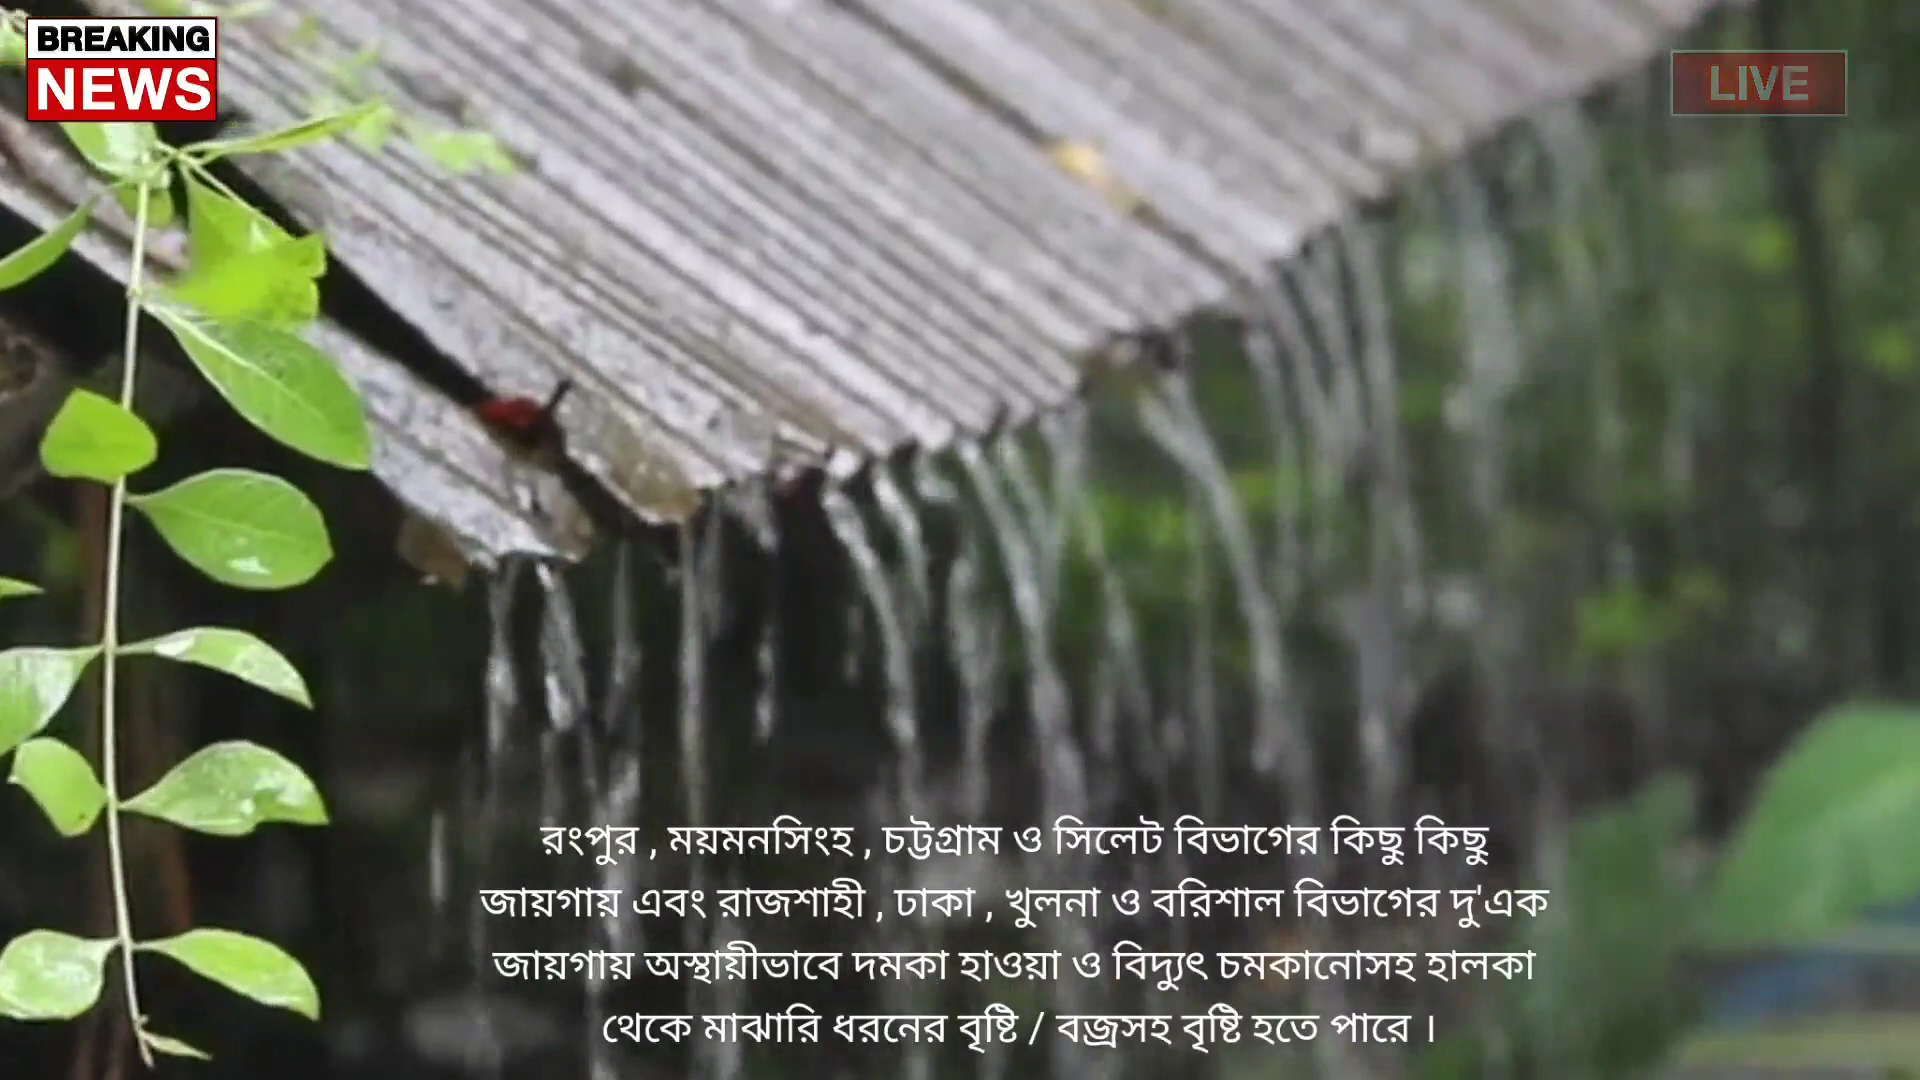 BREAKING
NEWS
LIVE
রংপুর , ময়মনসিংহ , চট্টগ্রাম ও সিলেট বিভাগের কিছু কিছু
জায়গায় এবং রাজশাহী , ঢাকা , খুলনা ও বরিশাল বিভাগের দু'এক
জায়গায় অস্থায়ীভাবে দমকা হাওয়া ও বিদ্যুৎ চমকানোসহ হালকা
থেকে মাঝারি ধরনের বৃষ্টি / বজ্রসহ বৃষ্টি হতে পারে ।